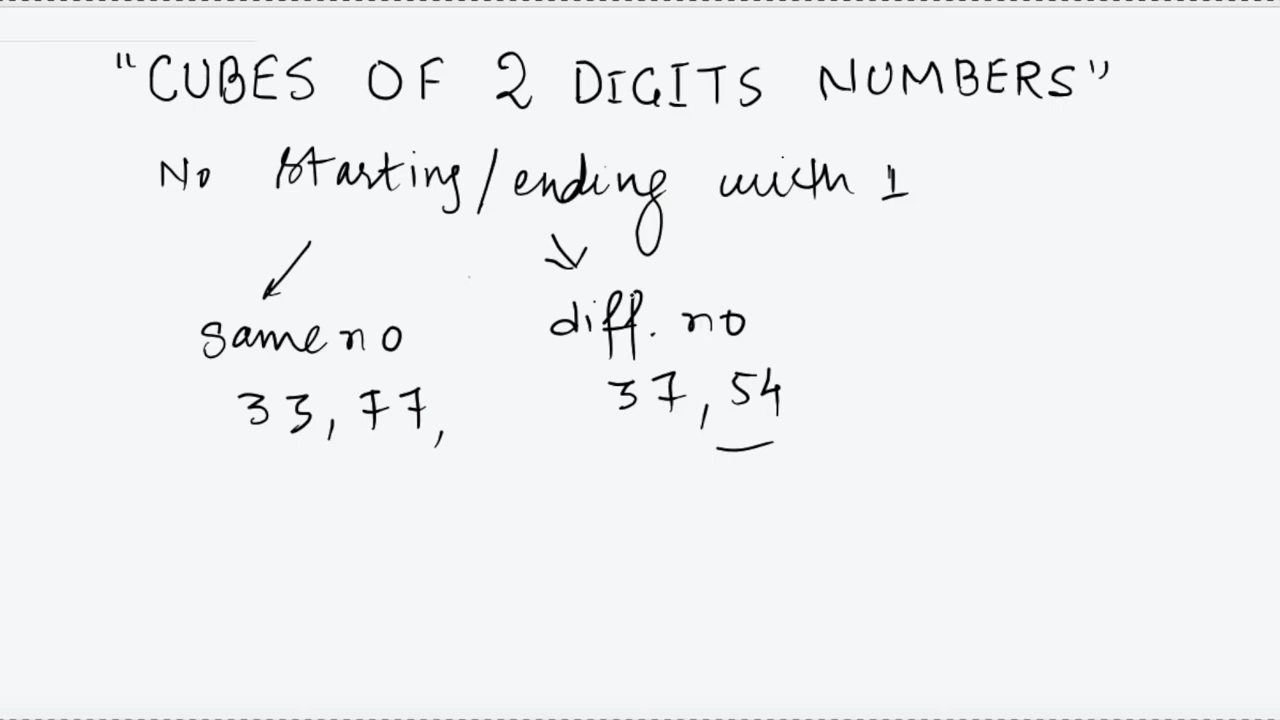 "CUBES OF 2 DIGITS NUMBERS"
No starting/ending with 1
same no diff. no
33, 77, 37, 54